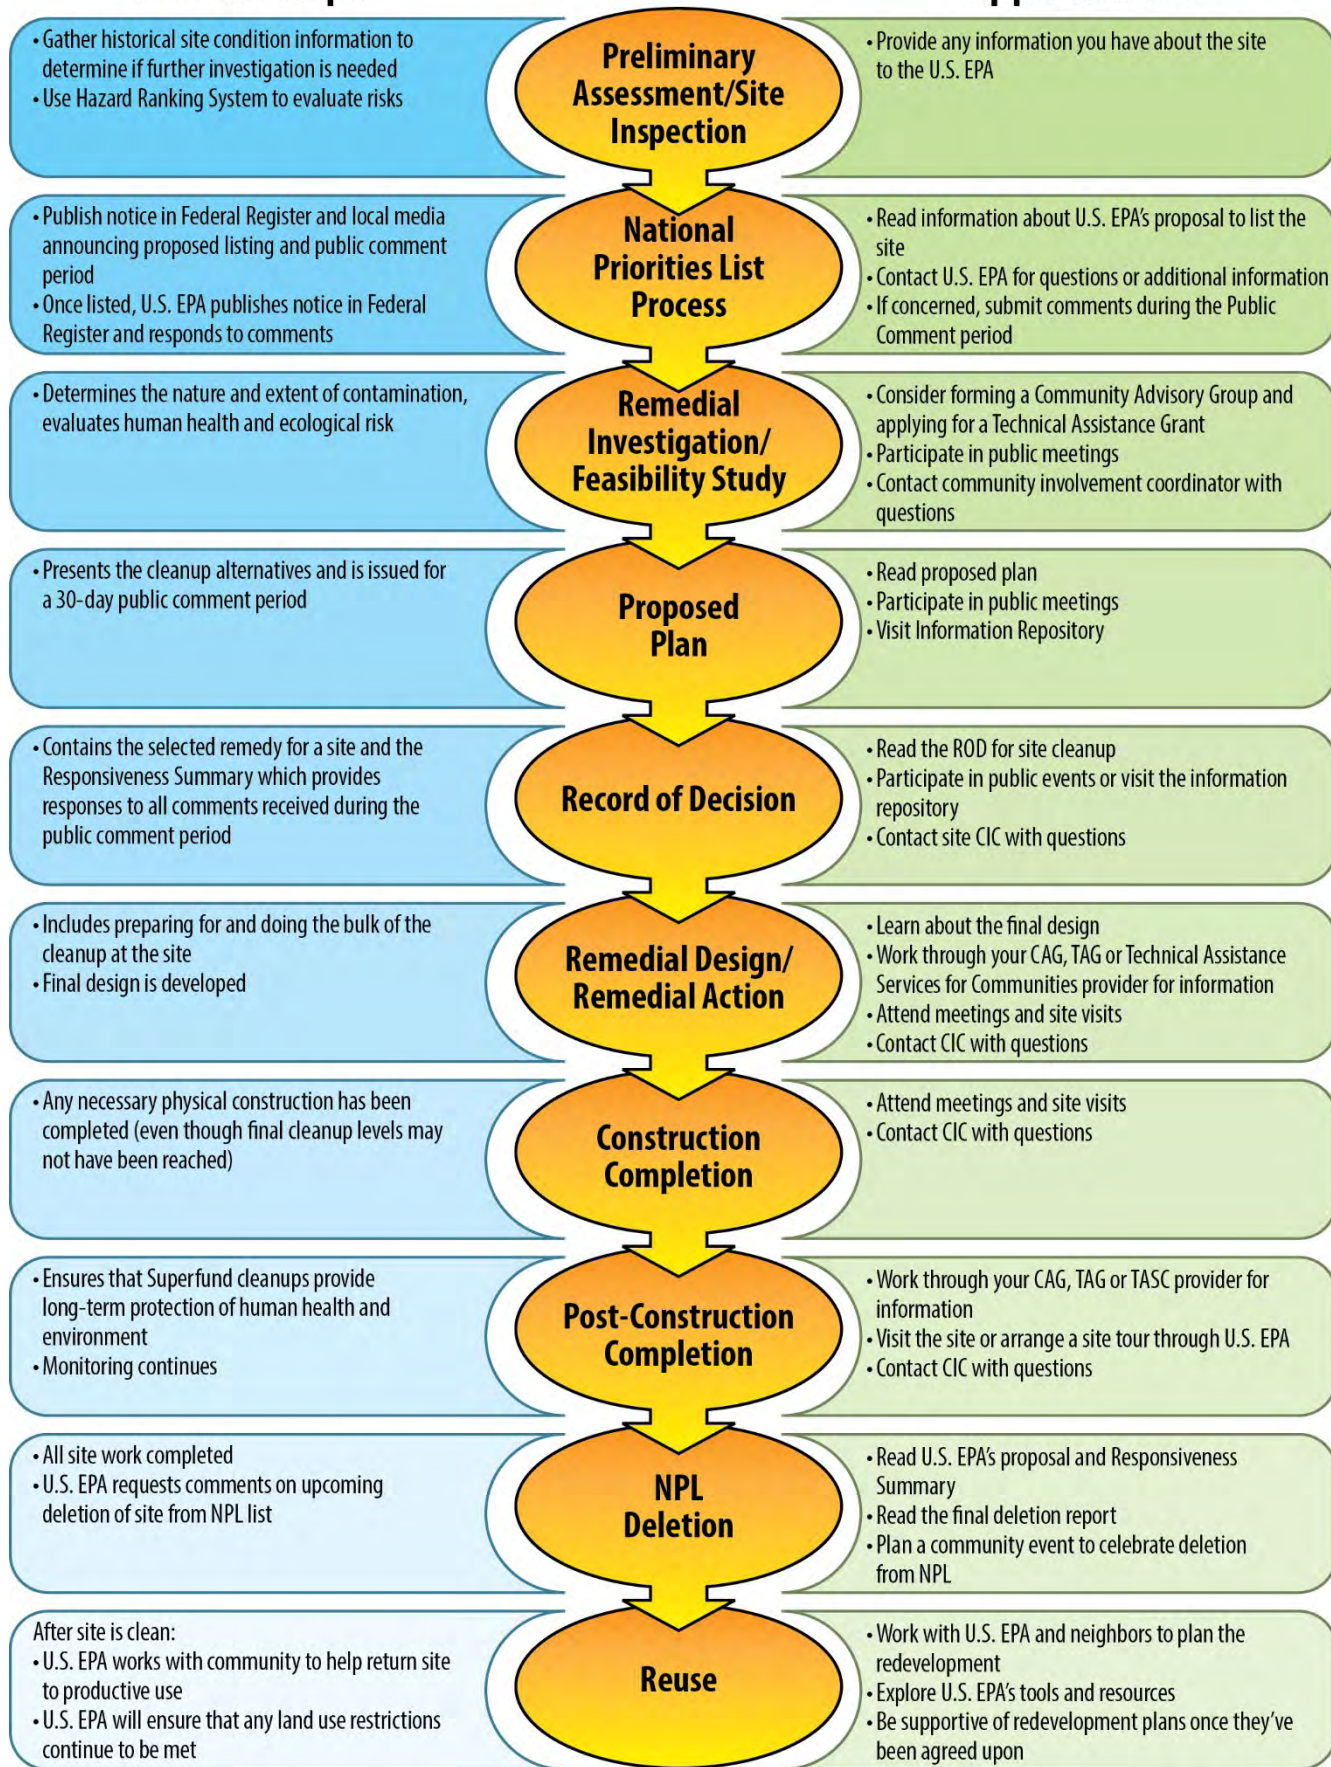 • Gather historical site condition information to
determine if further investigation is needed
• Use Hazard Ranking System to evaluate risks
Preliminary
Assessment/Site
Inspection
• Provide any information you have about the site
to the U.S. EPA
• Publish notice in Federal Register and local media
announcing proposed listing and public comment
period
• Once listed, U.S. EPA publishes notice in Federal
Register and responds to comments
National
Priorities List
Process
• Read information about U.S. EPA's proposal to list the
site
• Contact U.S. EPA for questions or additional information
• If concerned, submit comments during the Public
Comment period
• Determines the nature and extent of contamination,
evaluates human health and ecological risk
Remedial
Investigation/
Feasibility Study
• Consider forming a Community Advisory Group and
applying for a Technical Assistance Grant
• Participate in public meetings
• Contact community involvement coordinator with
questions
• Presents the cleanup alternatives and is issued for
a 30-day public comment period
Proposed
Plan
• Read proposed plan
• Participate in public meetings
• Visit Information Repository
• Contains the selected remedy for a site and the
Responsiveness Summary which provides
responses to all comments received during the
public comment period
Record of Decision
• Read the ROD for site cleanup
• Participate in public events or visit the information
repository
• Contact site CIC with questions
• Includes preparing for and doing the bulk of the
cleanup at the site
• Final design is developed
Remedial Design/
Remedial Action
• Learn about the final design
• Work through your CAG, TAG or Technical Assistance
Services for Communities provider for information
• Attend meetings and site visits
• Contact CIC with questions
• Any necessary physical construction has been
completed (even though final cleanup levels may
not have been reached)
Construction
Completion
• Attend meetings and site visits
• Contact CIC with questions
• Ensures that Superfund cleanups provide
long-term protection of human health and
environment
• Monitoring continues
Post-Construction
Completion
• Work through your CAG, TAG or TASC provider for
information
• Visit the site or arrange a site tour through U.S. EPA
• Contact CIC with questions
• All site work completed
• U.S. EPA requests comments on upcoming
deletion of site from NPL list
NPL
Deletion
• Read U.S. EPA's proposal and Responsiveness
Summary
• Read the final deletion report
• Plan a community event to celebrate deletion
from NPL
After site is clean:
• U.S. EPA works with community to help return site
to productive use
• U.S. EPA will ensure that any land use restrictions
continue to be met
Reuse
• Work with U.S. EPA and neighbors to plan the
redevelopment
• Explore U.S. EPA's tools and resources
• Be supportive of redevelopment plans once they've
been agreed upon